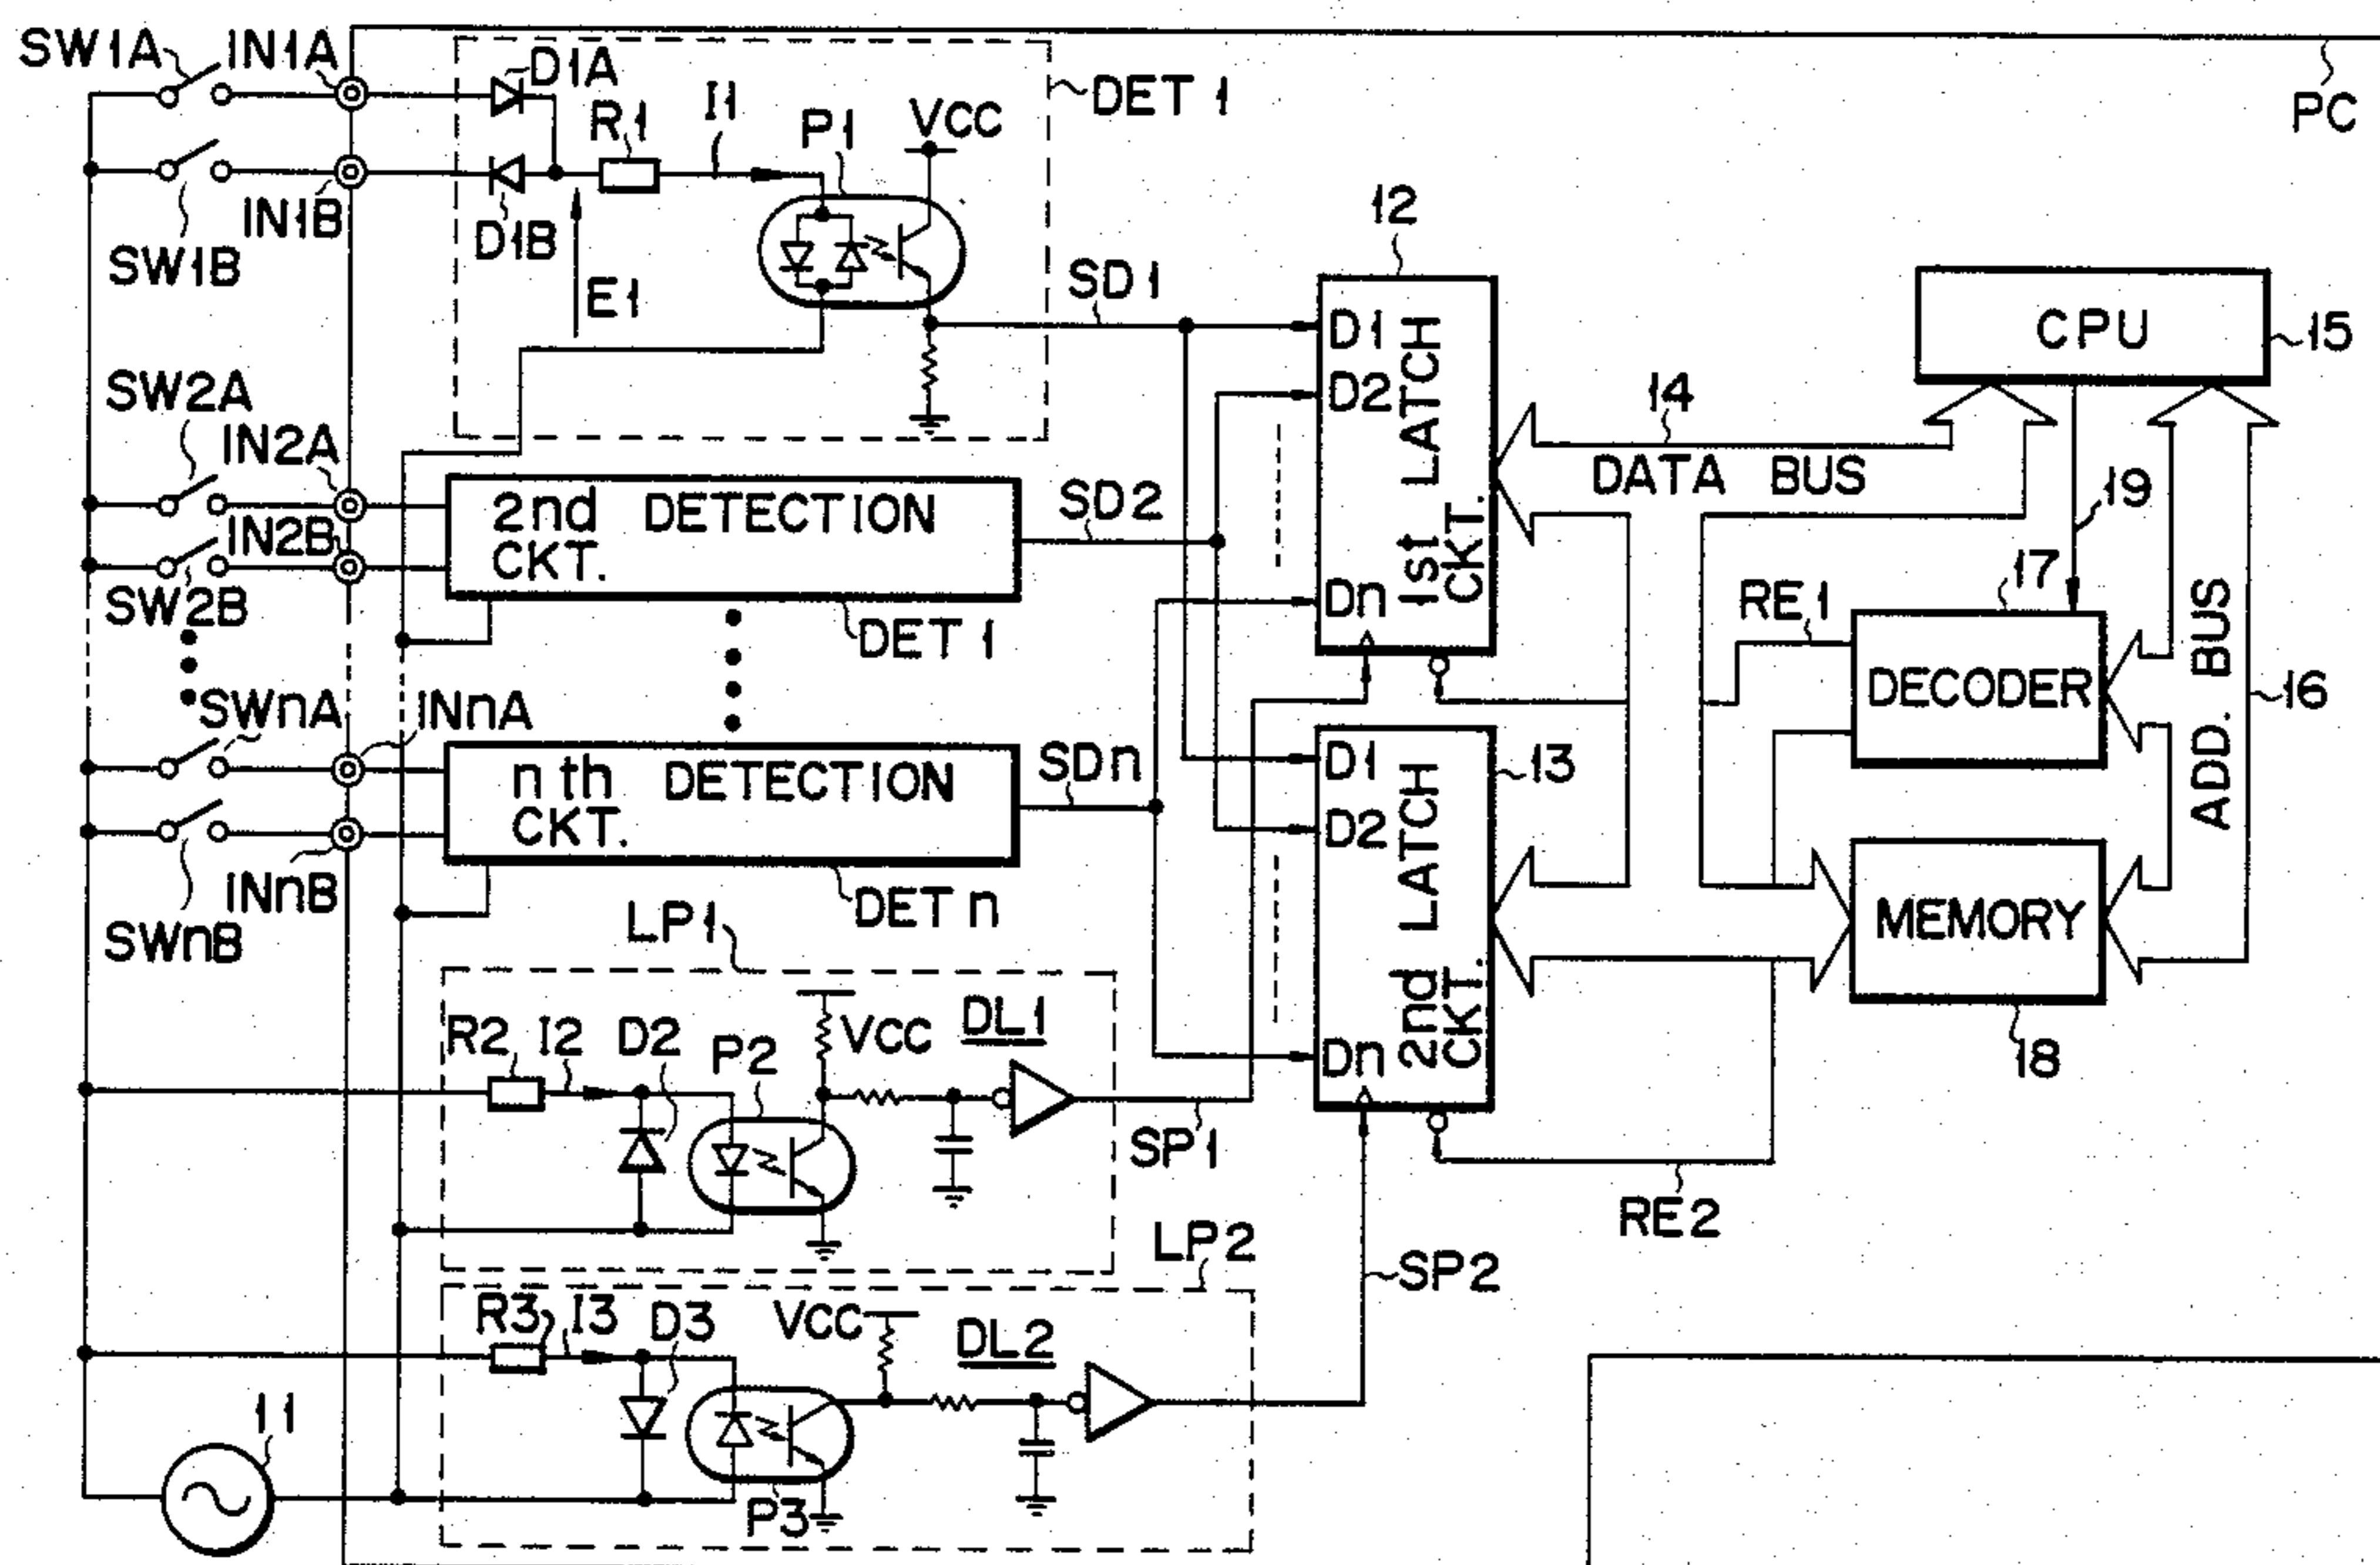 SW1A
IN1A
D1A
R1
I1
P1
VCC
DET 1
PC
IN1B
D1B
SW1B
E1
12
SD1
D1
D2
Dn
1st LATCH
CKT.
CPU
15
14
DATA BUS
19
SW2A
IN2A
2nd DETECTION
CKT.
SD2
IN2B
SW2B
DET 1
17
RE1
DECODER
ADD. BUS
16
SWnA
INnA
n th DETECTION
CKT.
SDn
D1
D2
Dn
2nd LATCH
CKT.
13
INnB
SWnB
DET n
MEMORY
18
LP1
R2
I2
D2
P2
VCC
DL1
SP1
RE2
LP2
SP2
R3
I3
D3
VCC
DL2
11
P3